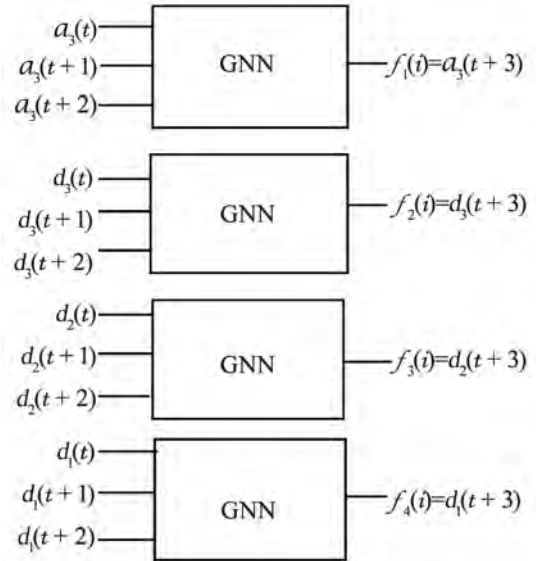 a₃(t)
a₃(t + 1)
a₃(t + 2)
GNN
f₁(i)=a₃(t + 3)
d₃(t)
d₃(t + 1)
d₃(t + 2)
GNN
f₂(i)=d₃(t + 3)
d₂(t)
d₂(t + 1)
d₂(t + 2)
GNN
f₃(i)=d₂(t + 3)
d₁(t)
d₁(t + 1)
d₁(t + 2)
GNN
f₄(i)=d₁(t + 3)